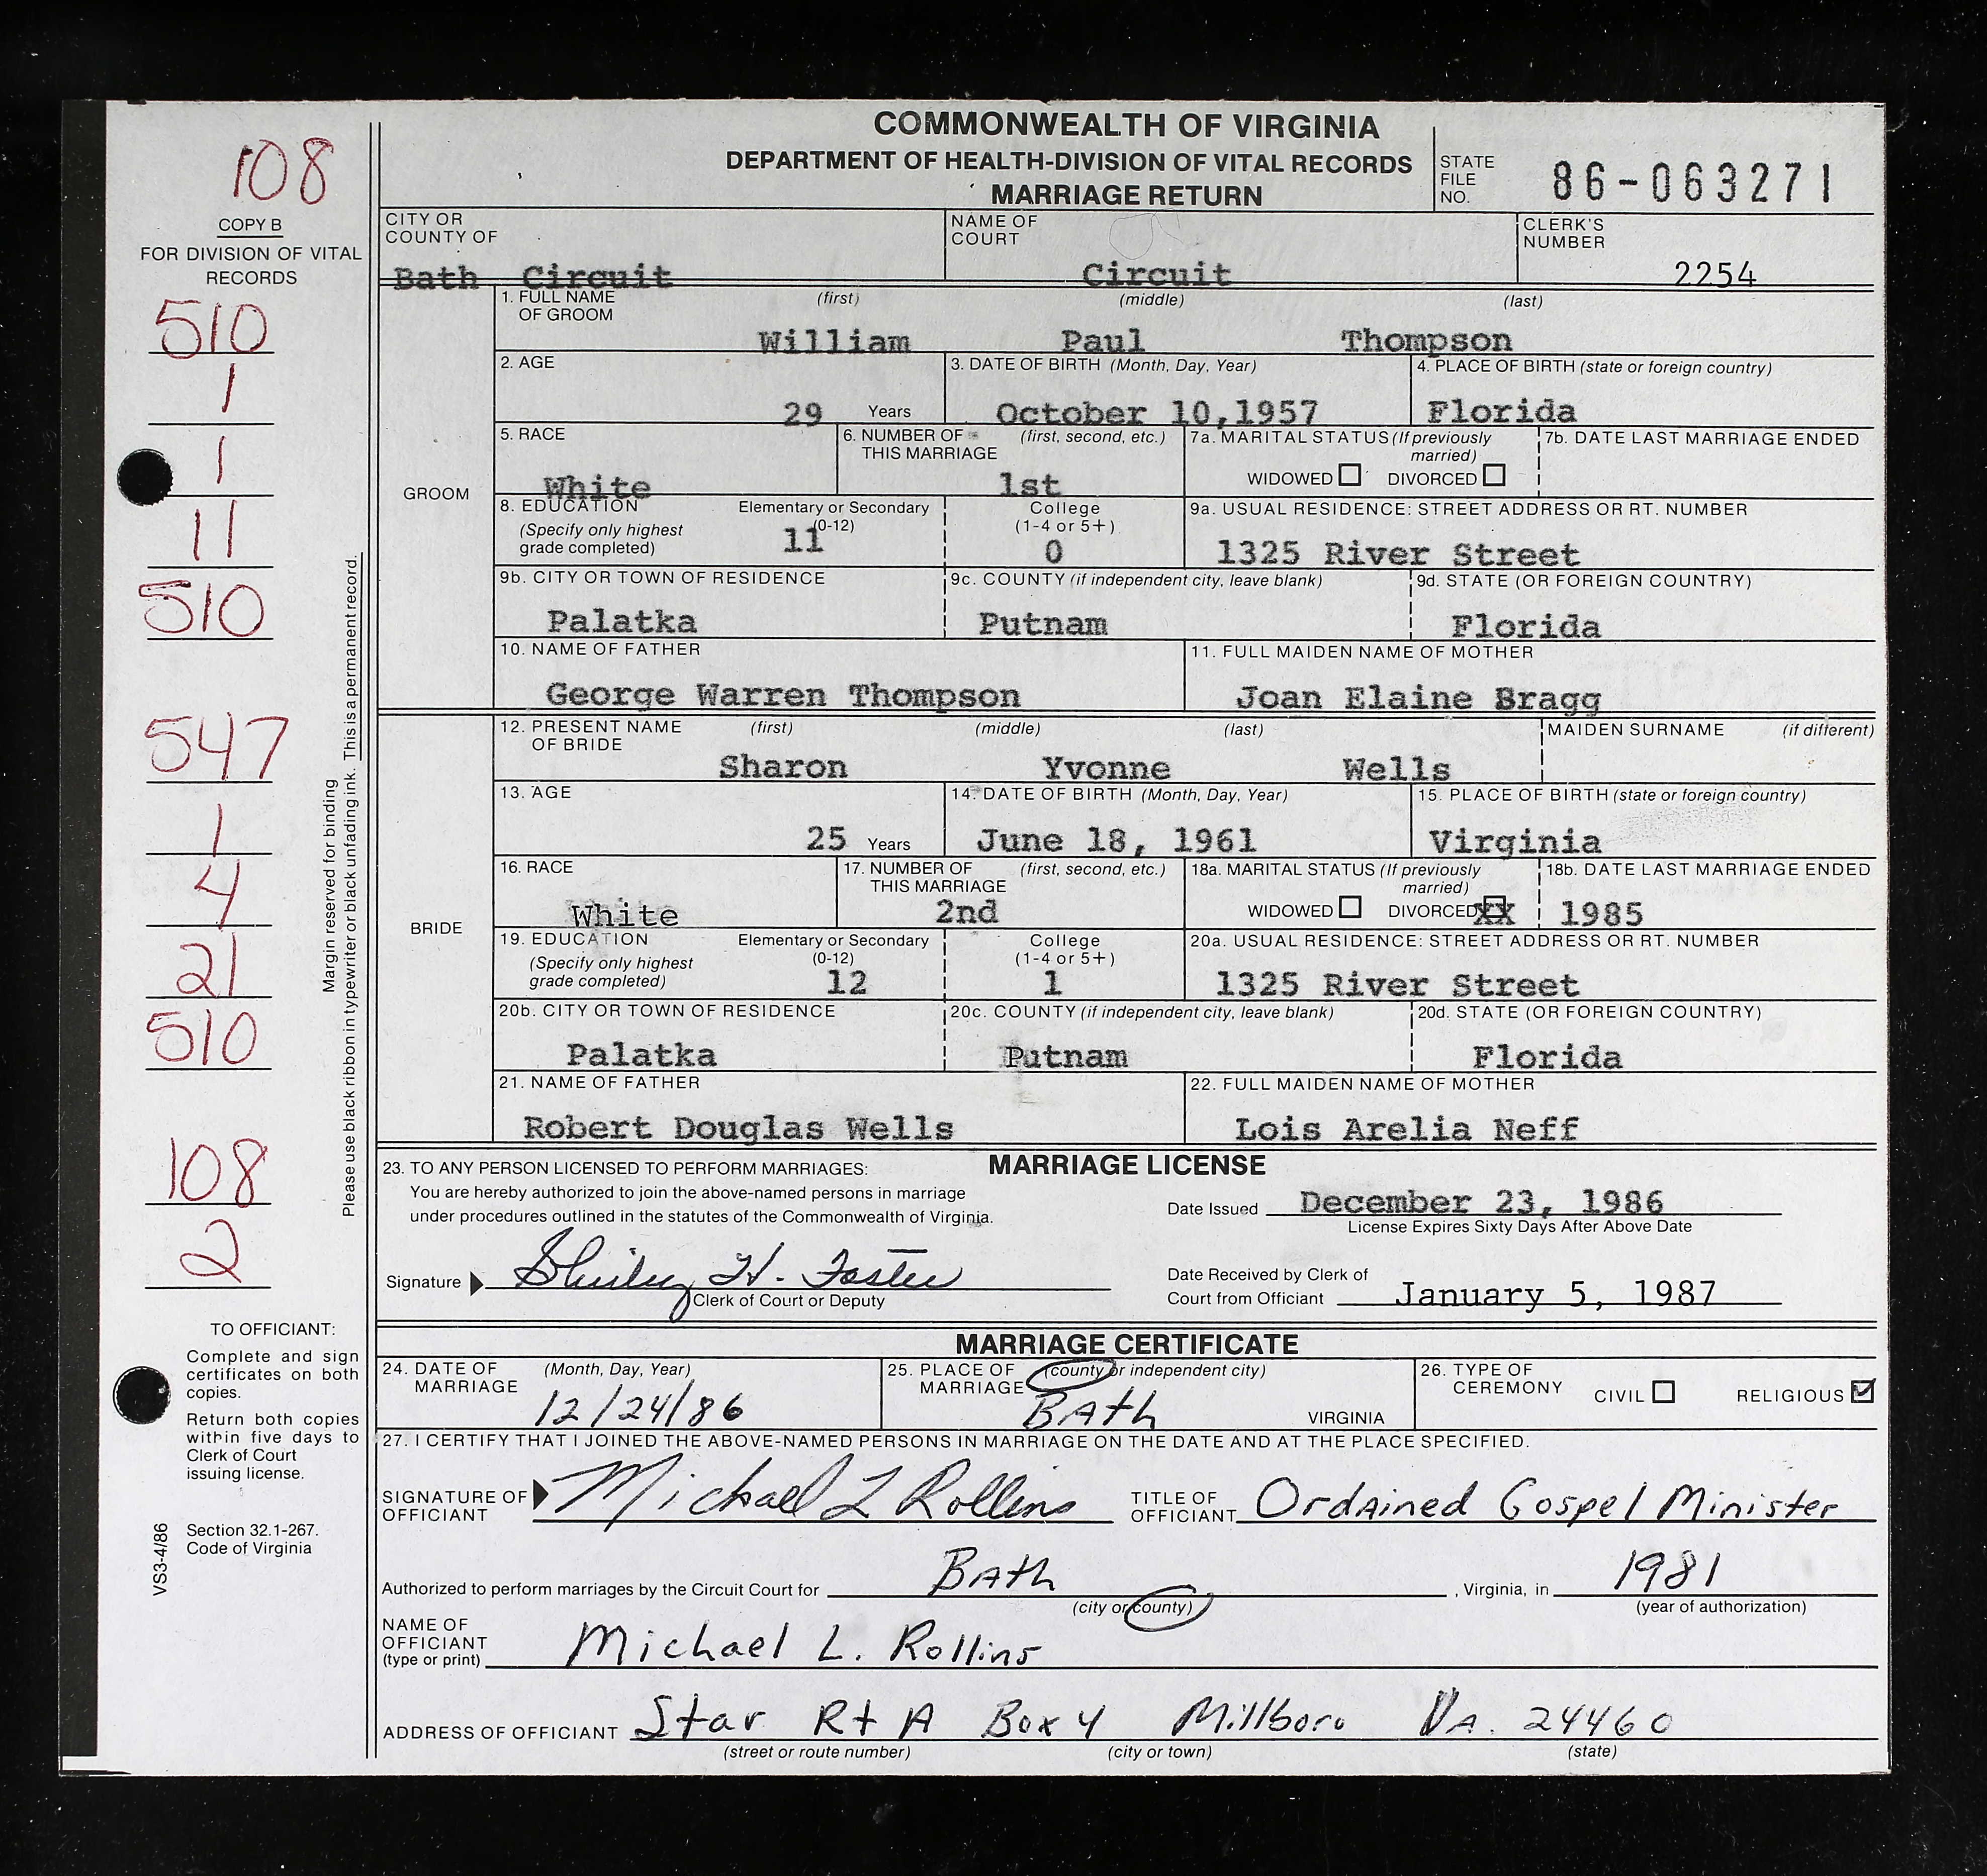 COMMONWEALTH OF VIRGINIA
DEPARTMENT OF HEALTH-DIVISION OF VITAL RECORDS
MARRIAGE RETURN
STATE FILE NO. 86-063271
108
COPY B
FOR DIVISION OF VITAL RECORDS
510
1
1
11
510
547
1
4
21
510
108
2
Margin reserved for binding
Please use black ribbon in typewriter or black unfading ink. This is a permanent record.
TO OFFICIANT:
Complete and sign
certificates on both
copies.
Return both copies
within five days to
Clerk of Court
issuing license.
Section 32.1-267.
Code of Virginia
VS3-4/86
CITY OR COUNTY OF Bath Circuit
NAME OF COURT Circuit
CLERK'S NUMBER 2254
GROOM
1. FULL NAME OF GROOM (first) (middle) (last)
William Paul Thompson
2. AGE 29 Years
3. DATE OF BIRTH (Month, Day, Year) October 10,1957
4. PLACE OF BIRTH (state or foreign country) Florida
5. RACE White
6. NUMBER OF THIS MARRIAGE (first, second, etc.) 1st
7a. MARITAL STATUS (If previously married) WIDOWED DIVORCED
7b. DATE LAST MARRIAGE ENDED
8. EDUCATION (Specify only highest grade completed) Elementary or Secondary (0-12) 11 College (1-4 or 5+) 0
9a. USUAL RESIDENCE: STREET ADDRESS OR RT. NUMBER 1325 River Street
9b. CITY OR TOWN OF RESIDENCE Palatka
9c. COUNTY (if independent city, leave blank) Putnam
9d. STATE (OR FOREIGN COUNTRY) Florida
10. NAME OF FATHER George Warren Thompson
11. FULL MAIDEN NAME OF MOTHER Joan Elaine Bragg
BRIDE
12. PRESENT NAME OF BRIDE (first) (middle) (last) MAIDEN SURNAME (if different)
Sharon Yvonne Wells
13. AGE 25 Years
14. DATE OF BIRTH (Month, Day, Year) June 18, 1961
15. PLACE OF BIRTH (state or foreign country) Virginia
16. RACE White
17. NUMBER OF THIS MARRIAGE (first, second, etc.) 2nd
18a. MARITAL STATUS (If previously married) WIDOWED DIVORCED XX
18b. DATE LAST MARRIAGE ENDED 1985
19. EDUCATION (Specify only highest grade completed) Elementary or Secondary (0-12) 12 College (1-4 or 5+) 1
20a. USUAL RESIDENCE: STREET ADDRESS OR RT. NUMBER 1325 River Street
20b. CITY OR TOWN OF RESIDENCE Palatka
20c. COUNTY (if independent city, leave blank) Putnam
20d. STATE (OR FOREIGN COUNTRY) Florida
21. NAME OF FATHER Robert Douglas Wells
22. FULL MAIDEN NAME OF MOTHER Lois Arelia Neff
MARRIAGE LICENSE
23. TO ANY PERSON LICENSED TO PERFORM MARRIAGES:
You are hereby authorized to join the above-named persons in marriage
under procedures outlined in the statutes of the Commonwealth of Virginia.
Date Issued December 23, 1986
License Expires Sixty Days After Above Date
Signature Shirley H. Foster
Clerk of Court or Deputy
Date Received by Clerk of
Court from Officiant January 5, 1987
MARRIAGE CERTIFICATE
24. DATE OF MARRIAGE (Month, Day, Year) 12/24/86
25. PLACE OF MARRIAGE (county or independent city) BAth VIRGINIA
26. TYPE OF CEREMONY CIVIL RELIGIOUS
27. I CERTIFY THAT I JOINED THE ABOVE-NAMED PERSONS IN MARRIAGE ON THE DATE AND AT THE PLACE SPECIFIED.
SIGNATURE OF OFFICIANT Michael L Rollins
TITLE OF OFFICIANT OrdAined Gospel Minister
Authorized to perform marriages by the Circuit Court for BAth , Virginia, in 1981
(city or county) (year of authorization)
NAME OF OFFICIANT (type or print) Michael L. Rollins
ADDRESS OF OFFICIANT Star Rt A Box 4 Millboro VA. 24460
(street or route number) (city or town) (state)